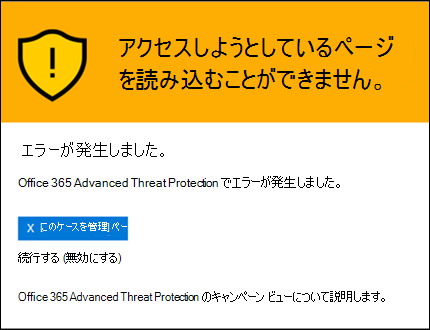 アクセスしようとしているページ
を読み込むことができません。
エラーが発生しました。
Office 365 Advanced Threat Protection でエラーが発生しました。
X にのケースを管理|ペー
続行する (無効にする)
Office 365 Advanced Threat Protection のキャンペーン ビューについて説明します。